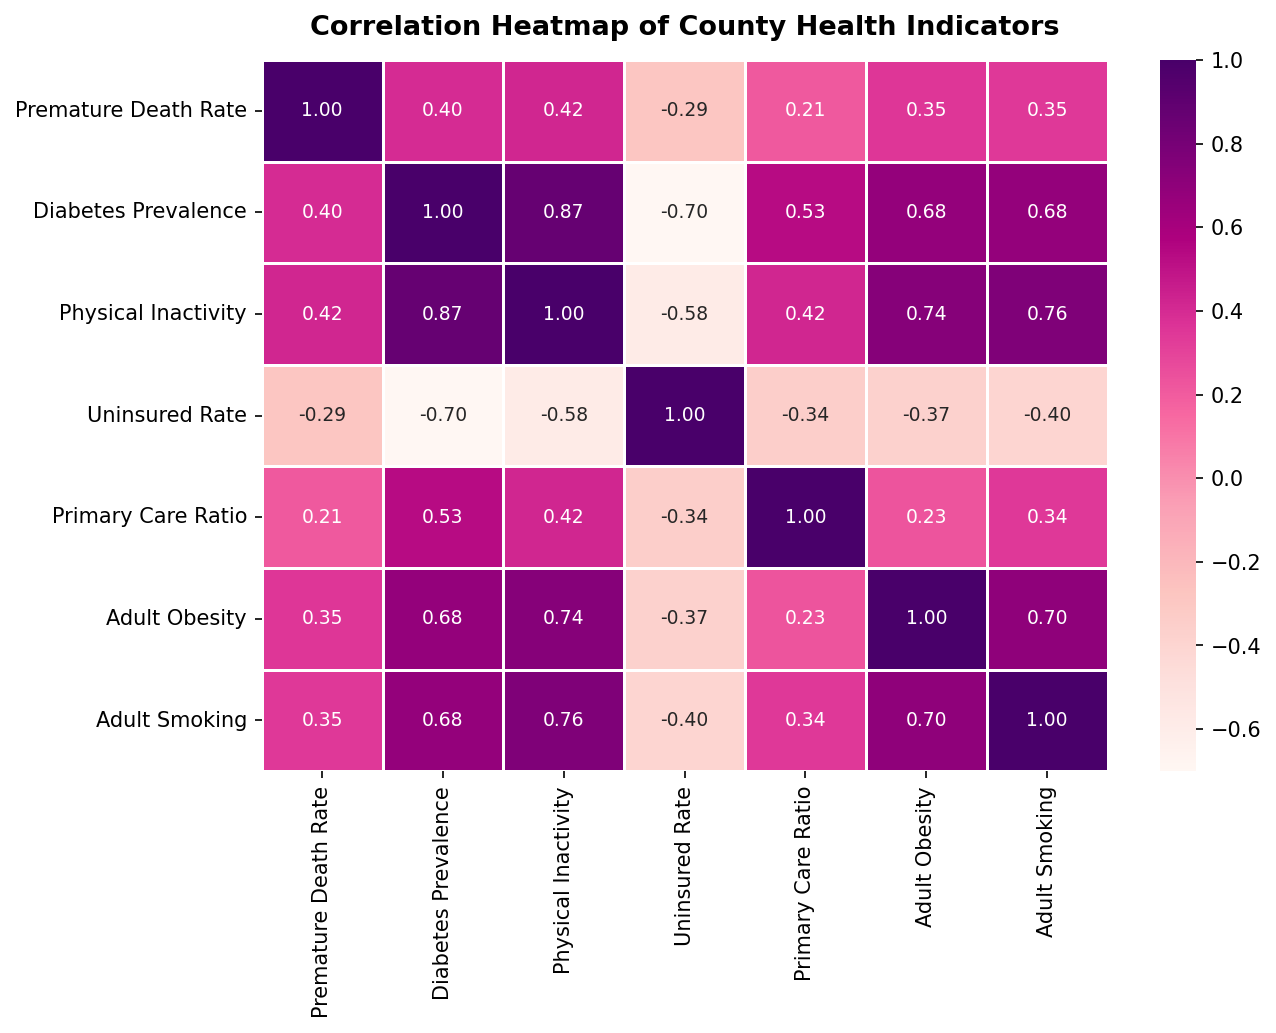 Correlation Heatmap of County Health Indicators
Premature Death Rate 1.00 0.40 0.42 -0.29 0.21 0.35 0.35
Diabetes Prevalence 0.40 1.00 0.87 -0.70 0.53 0.68 0.68
Physical Inactivity 0.42 0.87 1.00 -0.58 0.42 0.74 0.76
Uninsured Rate -0.29 -0.70 -0.58 1.00 -0.34 -0.37 -0.40
Primary Care Ratio 0.21 0.53 0.42 -0.34 1.00 0.23 0.34
Adult Obesity 0.35 0.68 0.74 -0.37 0.23 1.00 0.70
Adult Smoking 0.35 0.68 0.76 -0.40 0.34 0.70 1.00
Premature Death Rate
Diabetes Prevalence
Physical Inactivity
Uninsured Rate
Primary Care Ratio
Adult Obesity
Adult Smoking
1.0
0.8
0.6
0.4
0.2
0.0
−0.2
−0.4
−0.6